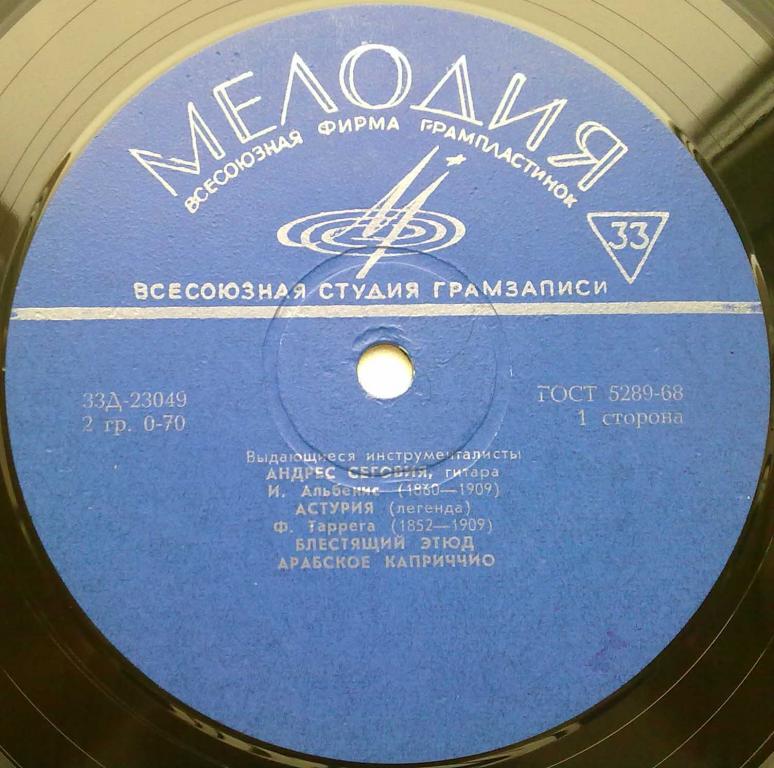 МЕЛОДИЯ
ВСЕСОЮЗНАЯ ФИРМА ГРАМПЛАСТИНОК
33
ВСЕСОЮЗНАЯ СТУДИЯ ГРАМЗАПИСИ
33Д-23049
2 гр. 0-70
ГОСТ 5289-68
1 сторона
Выдающиеся инструменталисты
АНДРЕС СЕГОВИЯ, гитара
И. Альбенис (1860—1909)
АСТУРИЯ (легенда)
Ф. Таррега (1852—1909)
БЛЕСТЯЩИЙ ЭТЮД
АРАБСКОЕ КАПРИЧЧИО